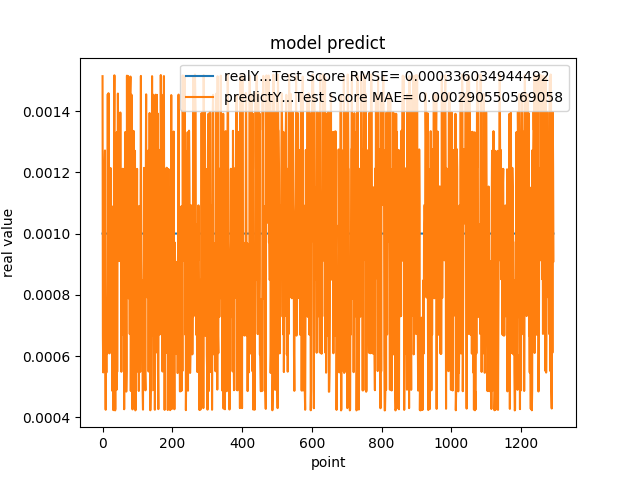 model predict
realY...Test Score RMSE= 0.000336034944492
predictY...Test Score MAE= 0.000290550569058
real value
0.0014
0.0012
0.0010
0.0008
0.0006
0.0004
0 200 400 600 800 1000 1200
point